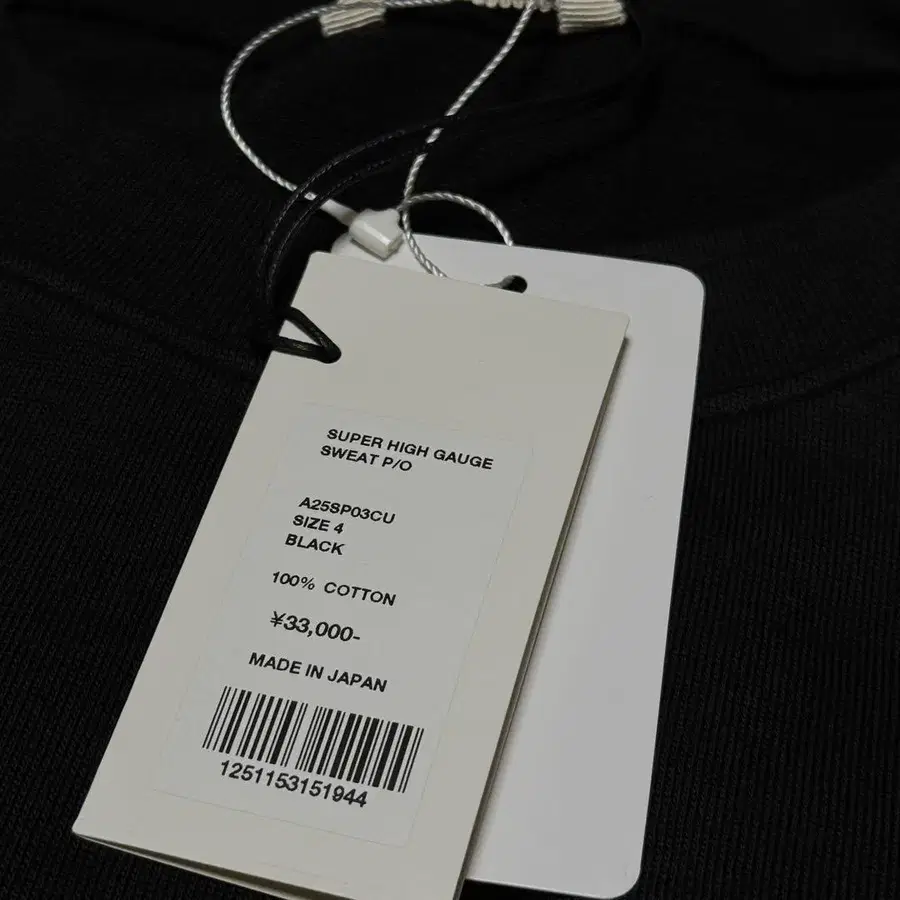 SUPER HIGH GAUGE
SWEAT P/O
A25SP03CU
SIZE 4
BLACK
100% COTTON
¥33,000-
MADE IN JAPAN
1251153151944